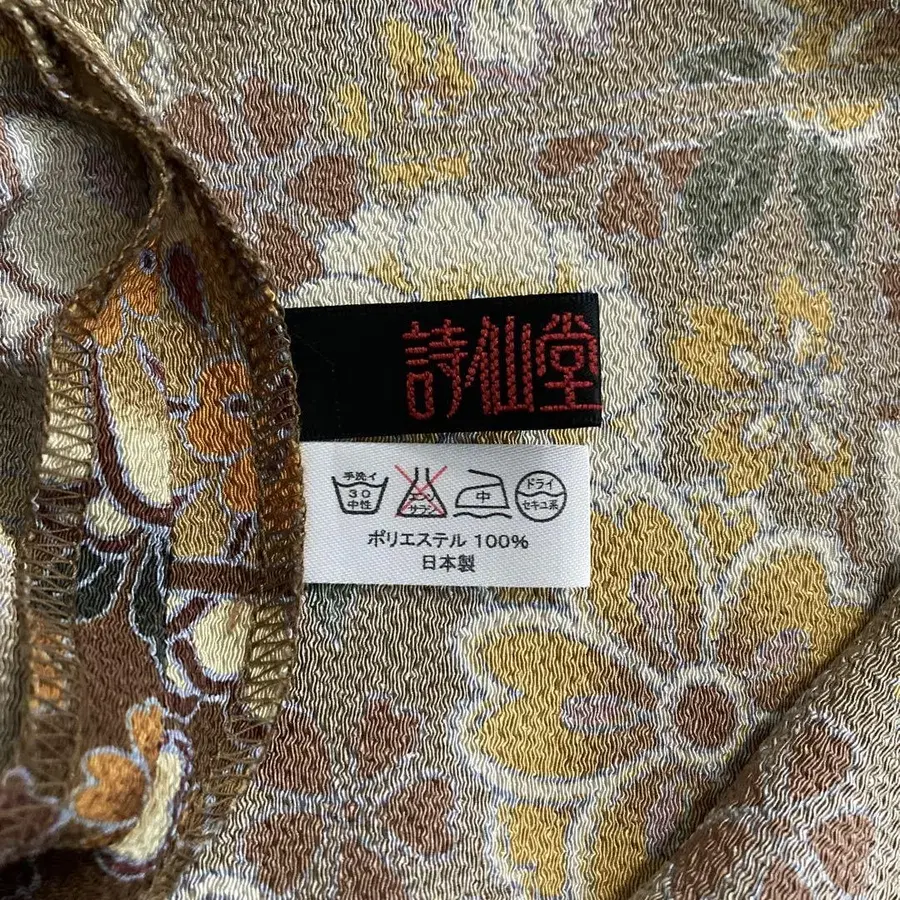 詩仙堂
手洗イ
30
中性
エンソ
サラシ
中
ドライ
セキユ系
ポリエステル 100%
日本製